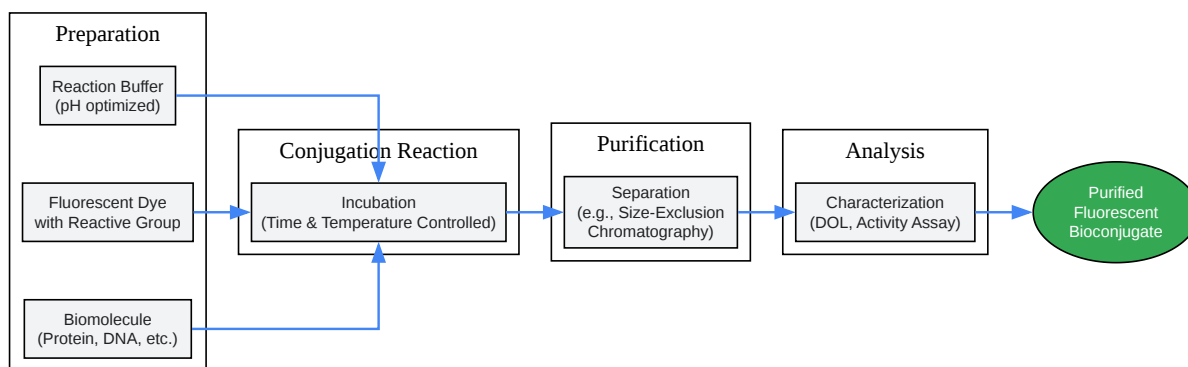 Preparation
Reaction Buffer
(pH optimized)
Fluorescent Dye
with Reactive Group
Biomolecule
(Protein, DNA, etc.)
Conjugation Reaction
Incubation
(Time & Temperature Controlled)
Purification
Separation
(e.g., Size-Exclusion
Chromatography)
Analysis
Characterization
(DOL, Activity Assay)
Purified
Fluorescent
Bioconjugate